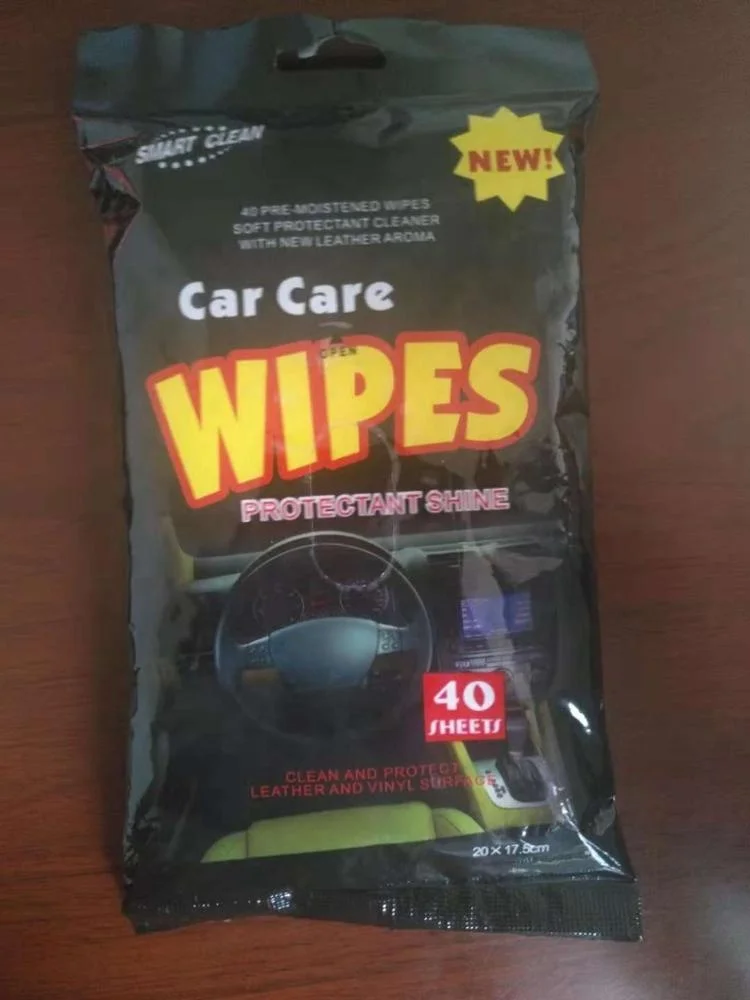 SMART CLEAN
NEW!
40 PRE-MOISTENED WIPES
SOFT PROTECTANT CLEANER
WITH NEW LEATHER AROMA
Car Care
OPEN
WIPES
PROTECTANT SHINE
40
SHEETS
CLEAN AND PROTECT
LEATHER AND VINYL SURFACE
20×17.5cm